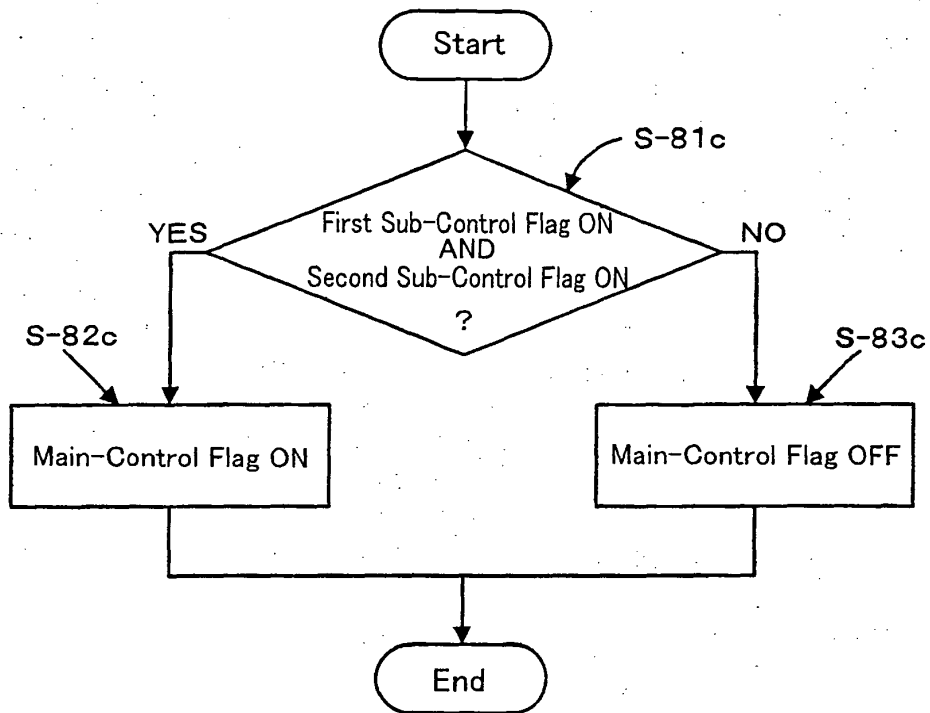 Start
S-81c
First Sub-Control Flag ON
AND
Second Sub-Control Flag ON
?
YES
NO
S-82c
S-83c
Main-Control Flag ON
Main-Control Flag OFF
End